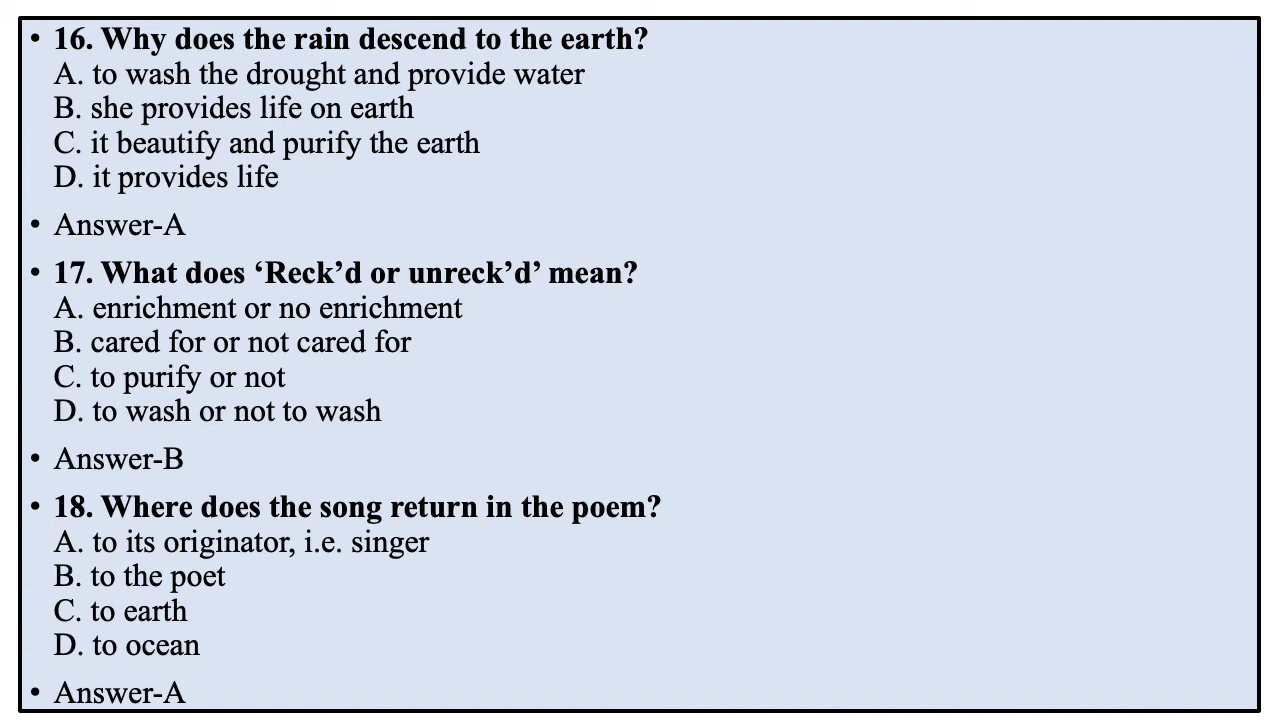 • 16. Why does the rain descend to the earth?
A. to wash the drought and provide water
B. she provides life on earth
C. it beautify and purify the earth
D. it provides life
• Answer-A
• 17. What does ‘Reck’d or unreck’d’ mean?
A. enrichment or no enrichment
B. cared for or not cared for
C. to purify or not
D. to wash or not to wash
• Answer-B
• 18. Where does the song return in the poem?
A. to its originator, i.e. singer
B. to the poet
C. to earth
D. to ocean
• Answer-A